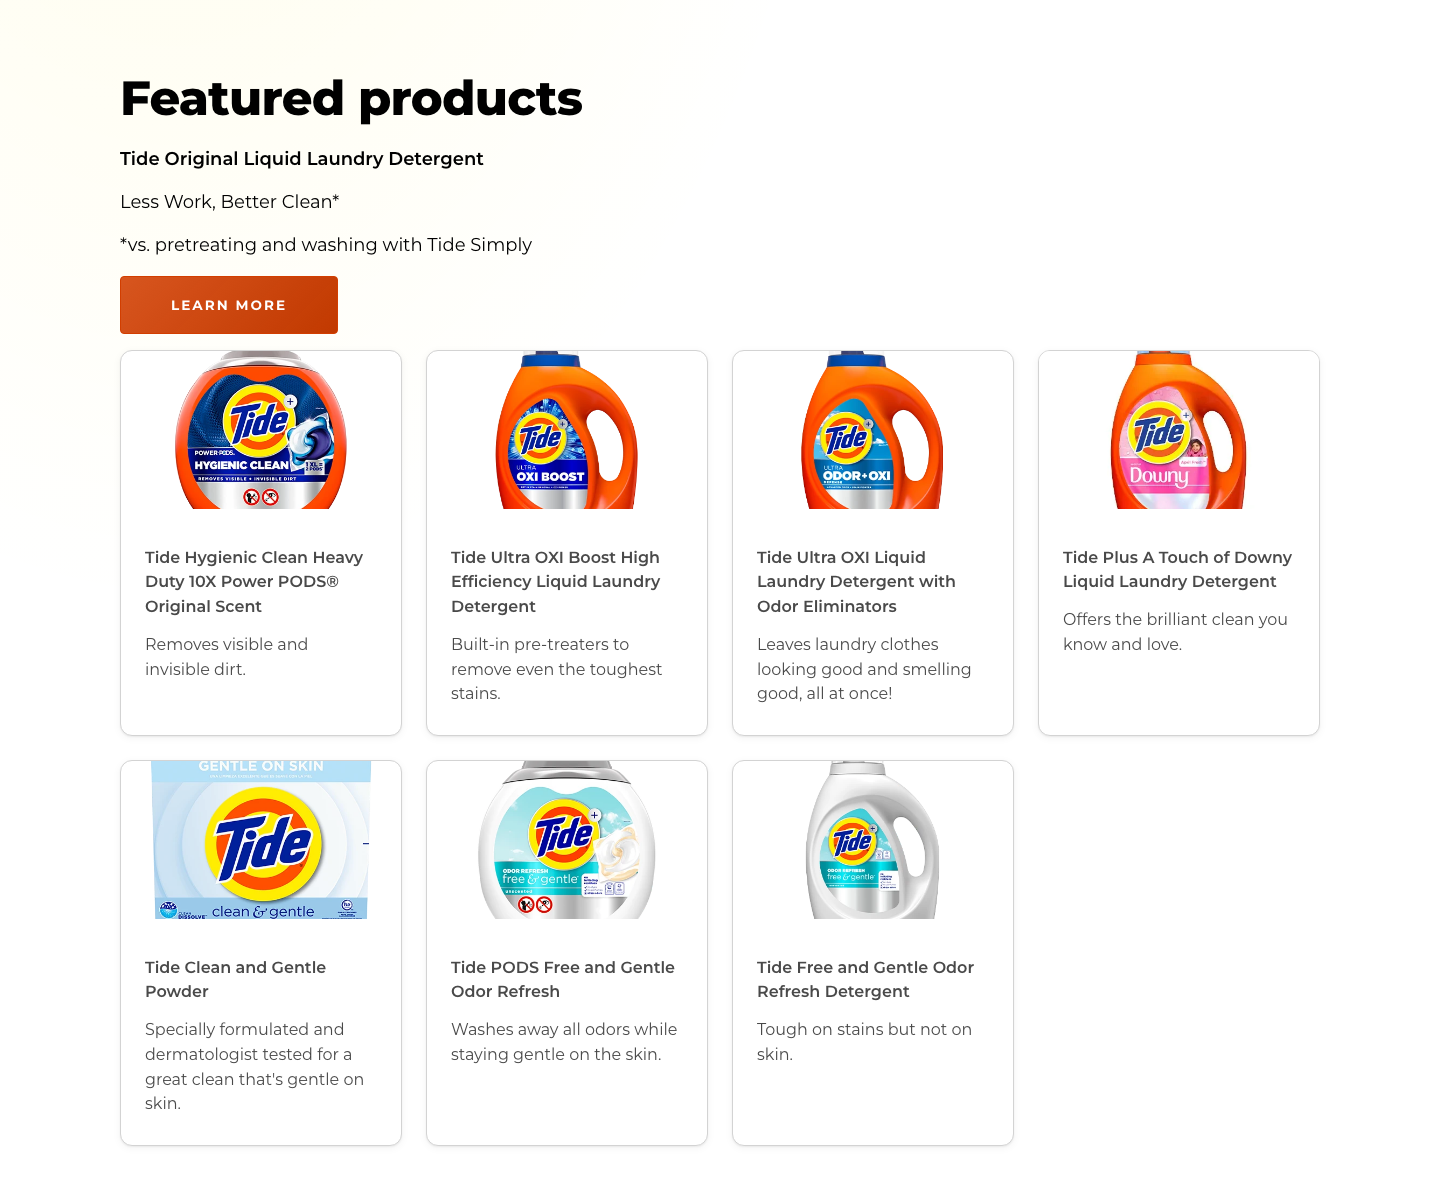 Featured products
Tide Original Liquid Laundry Detergent
Less Work, Better Clean*
*vs. pretreating and washing with Tide Simply
LEARN MORE
Tide
POWER PODS
HYGIENIC CLEAN
REMOVES VISIBLE + INVISIBLE DIRT
Tide
ULTRA
OXI BOOST
Tide
ULTRA
ODOR+OXI
Tide
Downy
Tide Hygienic Clean Heavy
Duty 10X Power PODS®
Original Scent
Removes visible and
invisible dirt.
Tide Ultra OXI Boost High
Efficiency Liquid Laundry
Detergent
Built-in pre-treaters to
remove even the toughest
stains.
Tide Ultra OXI Liquid
Laundry Detergent with
Odor Eliminators
Leaves laundry clothes
looking good and smelling
good, all at once!
Tide Plus A Touch of Downy
Liquid Laundry Detergent
Offers the brilliant clean you
know and love.
GENTLE ON SKIN
Tide
clean & gentle
Tide
ODOR REFRESH
free & gentle
unscented
Tide
ODOR REFRESH
free & gentle
Tide Clean and Gentle
Powder
Specially formulated and
dermatologist tested for a
great clean that's gentle on
skin.
Tide PODS Free and Gentle
Odor Refresh
Washes away all odors while
staying gentle on the skin.
Tide Free and Gentle Odor
Refresh Detergent
Tough on stains but not on
skin.